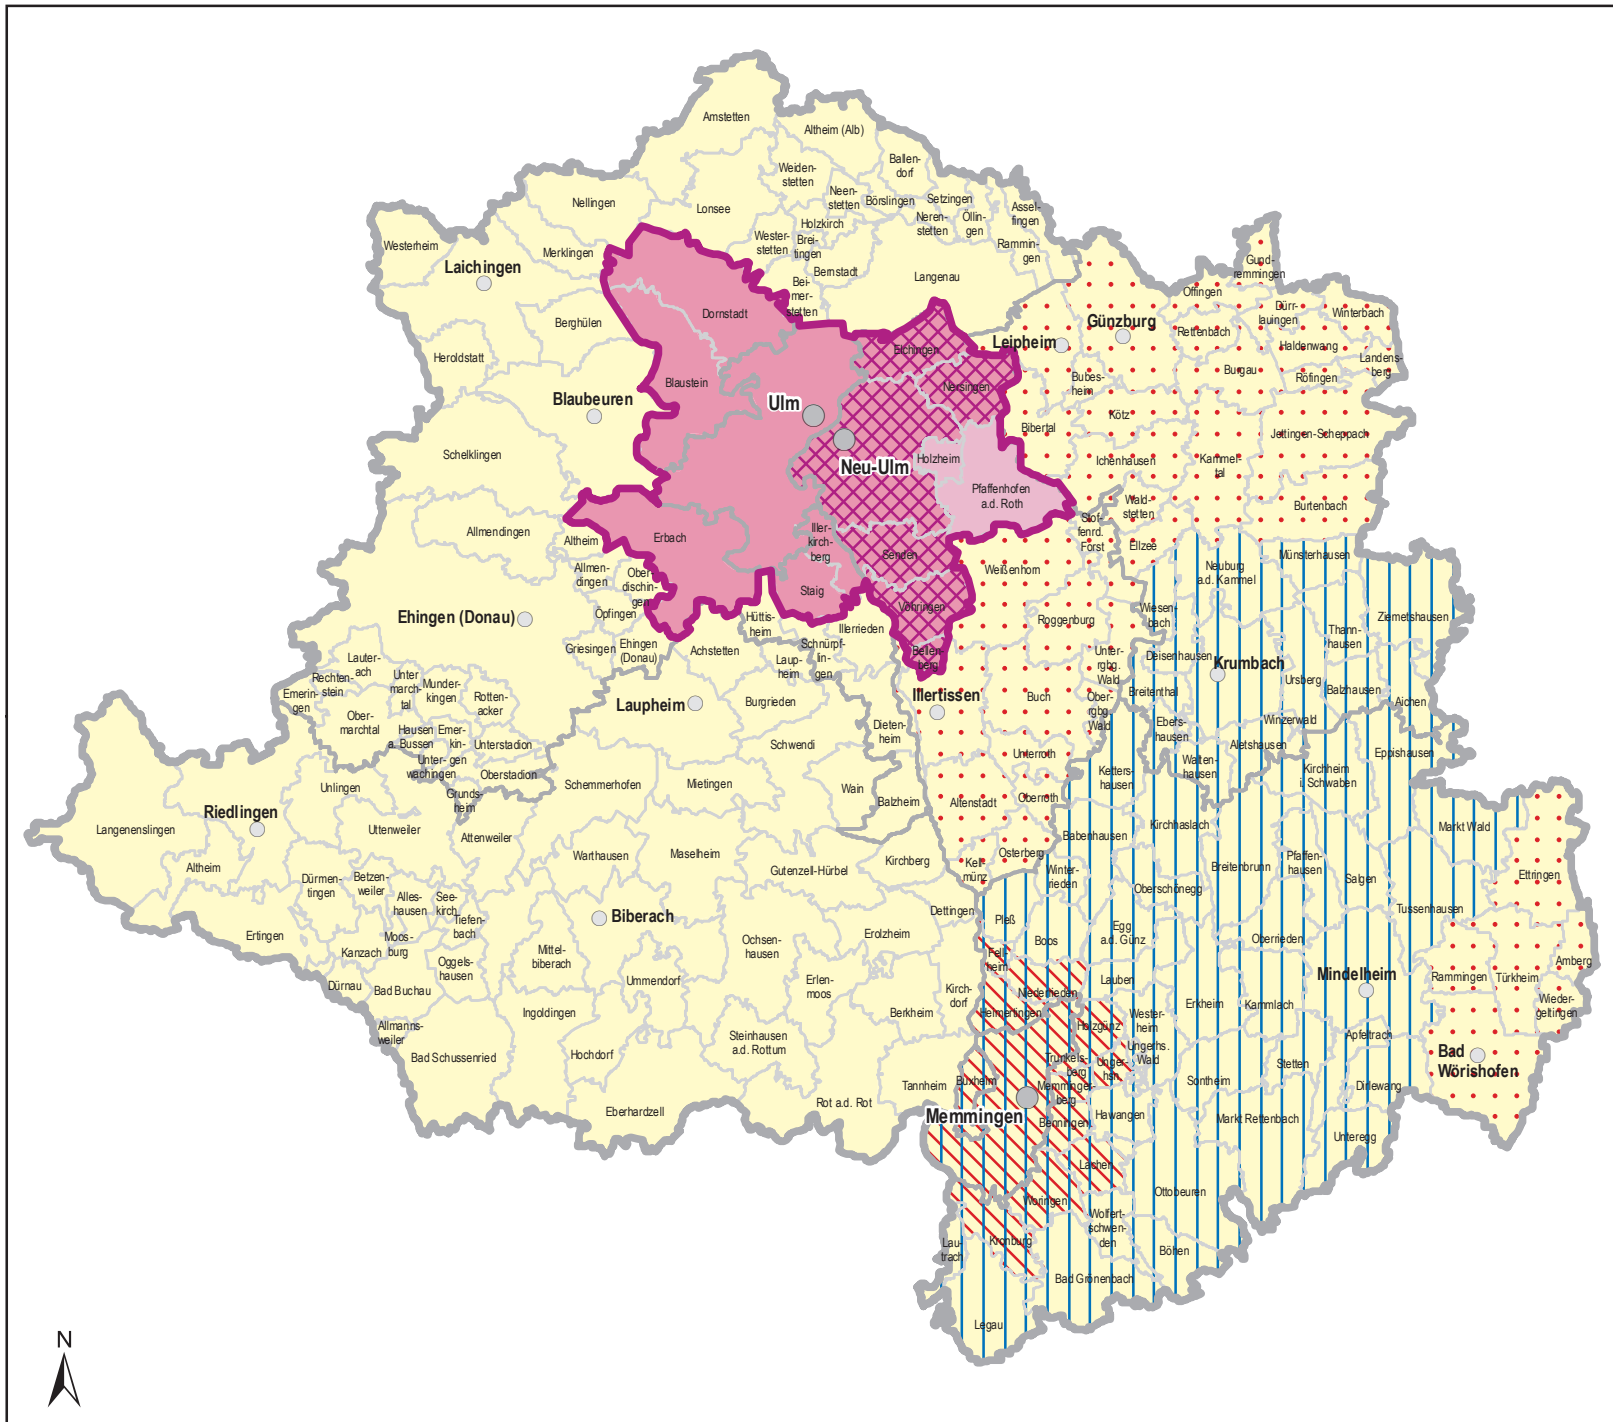 Amstetten
Altheim (Alb)
Ballen-
dorf
Weiden-
stetten
Neen-
stetten
Börslingen
Setzingen
Assel-
fingen
Nellingen
Lonsee
Holzkirch
Neren-
stetten
Öllin-
gen
Westerheim
Merklingen
Wester-
stetten
Brei-
tingen
Rammin-
gen
Laichingen
Bernstadt
Langenau
Bei-
mer-
stetten
Gund-
remmingen
Offingen
Dürr-
lauingen
Winterbach
Berghülen
Dornstadt
Günzburg
Rettenbach
Haldenwang
Landens-
berg
Heroldstatt
Elchingen
Leipheim
Burgau
Röfingen
Blaustein
Nersingen
Bubes-
heim
Blaubeuren
Ulm
Kötz
Bibertal
Jettingen-Scheppach
Schelklingen
Neu-Ulm
Holzheim
Ichenhausen
Kammel-
tal
Pfaffenhofen
a.d. Roth
Wald-
stetten
Burtenbach
Allmendingen
Altheim
Erbach
Iller-
kirch-
berg
Stof-
fenrd.
Forst
Ellzee
Senden
Münsterhausen
Allmen-
dingen
Ober-
dischin-
gen
Weißenhorn
Neuburg
a.d. Kammel
Staig
Öpfingen
Vöhringen
Wiesen-
bach
Ziemetshausen
Ehingen (Donau)
Hüttis-
heim
Illerrieden
Roggenburg
Thann-
hausen
Griesingen
Ehingen
(Donau)
Achstetten
Schnürpf-
lin-
gen
Bellen-
berg
Unter-
rgbg.
Wald
Deisenhausen
Krumbach
Lauter-
ach
Laup-
heim
Ursberg
Balzhausen
Rechten-
stein
Unter
march-
tal
Munder-
kingen
Rotten-
acker
Emerin-
gen
Laupheim
Burgrieden
Illertissen
Buch
Ober-
rgbg.
Wald
Breitenthal
Aichen
Ober-
marchtal
Hausen
a. Bussen
Emer-
kin-
gen
Unterstadion
Schwendi
Dieten-
heim
Ebers-
hausen
Winzerwald
Aletshausen
Eppishausen
Unter-
wachingen
Oberstadion
Unterroth
Ketters-
hausen
Walten-
hausen
Kirchheim
i. Schwaben
Unlingen
Grunds-
heim
Schemmerhofen
Mietingen
Wain
Balzheim
Altenstadt
Oberroth
Riedlingen
Langenenslingen
Uttenweiler
Attenweiler
Babenhausen
Kirchhaslach
Markt Wald
Altheim
Warthausen
Maselheim
Gutenzell-Hürbel
Kirchberg
Kell-
münz
Osterberg
Winter-
rieden
Breitenbrunn
Pfaffen-
hausen
Salgen
Ettringen
Dürmen-
tingen
Betzen-
weiler
Alles-
hausen
See-
kirch
Tiefen-
bach
Oberschönegg
Tussenhausen
Biberach
Dettingen
Pleß
Ertingen
Moos-
burg
Kanzach
Oggels-
hausen
Mittel-
biberach
Ochsen-
hausen
Erolzheim
Boos
Egg
a.d. Günz
Oberrieden
Fell-
heim
Amberg
Dürnau
Bad Buchau
Ummendorf
Erlen-
moos
Kirch-
dorf
Niederrieden
Lauben
Mindelheim
Rammingen
Türkheim
Wieder-
geltingen
Ingoldingen
Berkheim
Heimertingen
Holzgünz
Wester-
heim
Erkheim
Kammlach
Allmanns-
weiler
Bad Schussenried
Hochdorf
Steinhausen
a.d. Rottum
Trunkels-
berg
Unger-
hsn.
Ungerhs.
Wald
Apfeltrach
Stetten
Bad
Wörishofen
Tannheim
Buxheim
Memminger-
berg
Sontheim
Dirlewang
Eberhardzell
Rot a.d. Rot
Memmingen
Benningen
Hawangen
Markt Rettenbach
Unteregg
Lachen
Ottobeuren
Woringen
Wolfert-
schwen-
den
Lau-
trach
Kronburg
Böhen
Bad Grönenbach
Legau
N